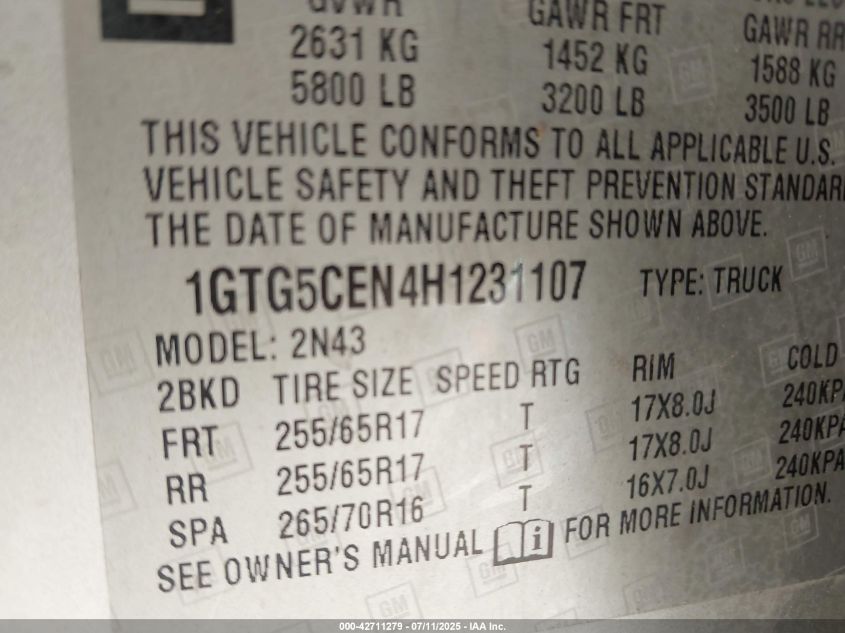 GVWR GAWR FRT GAWR RR
2631 KG 1452 KG 1588 KG
5800 LB 3200 LB 3500 LB
THIS VEHICLE CONFORMS TO ALL APPLICABLE U.S.
VEHICLE SAFETY AND THEFT PREVENTION STANDAR
THE DATE OF MANUFACTURE SHOWN ABOVE.
1GTG5CEN4H1231107 TYPE: TRUCK
MODEL: 2N43
2BKD TIRE SIZE SPEED RTG RIM COLD
FRT 255/65R17 T 17X8.0J 240KPA
RR 255/65R17 T 17X8.0J 240KPA
SPA 265/70R16 T 16X7.0J 240KPA
SEE OWNER'S MANUAL i FOR MORE INFORMATION.
000-42711279 - 07/11/2025 - IAA Inc.